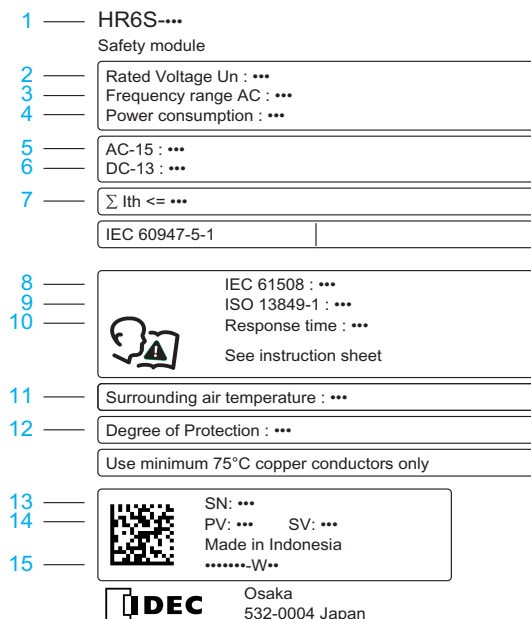 1 HR6S-•••
Safety module
2 Rated Voltage Un : •••
3 Frequency range AC : •••
4 Power consumption : •••
5 AC-15 : •••
6 DC-13 : •••
7 ∑ Ith <= •••
IEC 60947-5-1
8 IEC 61508 : •••
9 ISO 13849-1 : •••
10 Response time : •••
See instruction sheet
11 Surrounding air temperature : •••
12 Degree of Protection : •••
Use minimum 75°C copper conductors only
13 SN: •••
14 PV: ••• SV: •••
Made in Indonesia
15 •••••••-W••
IDEC
Osaka
532-0004 Japan